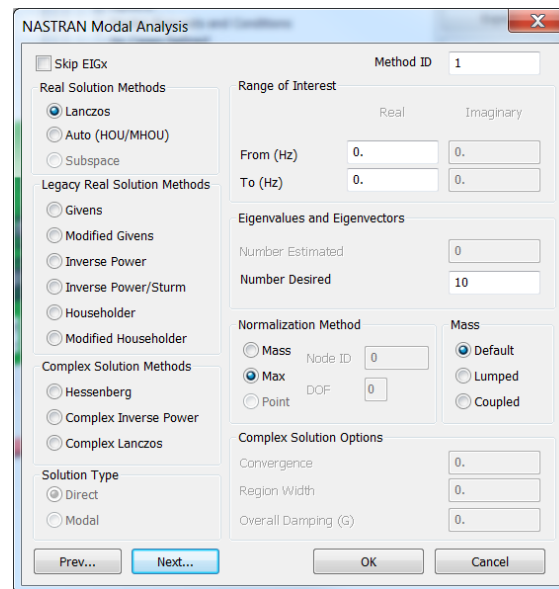 NASTRAN Modal Analysis
Skip EIGx
Method ID 1
Real Solution Methods
Lanczos
Auto (HOU/MHOU)
Subspace
Legacy Real Solution Methods
Givens
Modified Givens
Inverse Power
Inverse Power/Sturm
Householder
Modified Householder
Complex Solution Methods
Hessenberg
Complex Inverse Power
Complex Lanczos
Solution Type
Direct
Modal
Range of Interest
Real Imaginary
From (Hz) 0. 0.
To (Hz) 0. 0.
Eigenvalues and Eigenvectors
Number Estimated 0
Number Desired 10
Normalization Method
Mass Node ID 0
Max DOF 0
Point
Mass
Default
Lumped
Coupled
Complex Solution Options
Convergence 0.
Region Width 0.
Overall Damping (G) 0.
Prev... Next... OK Cancel